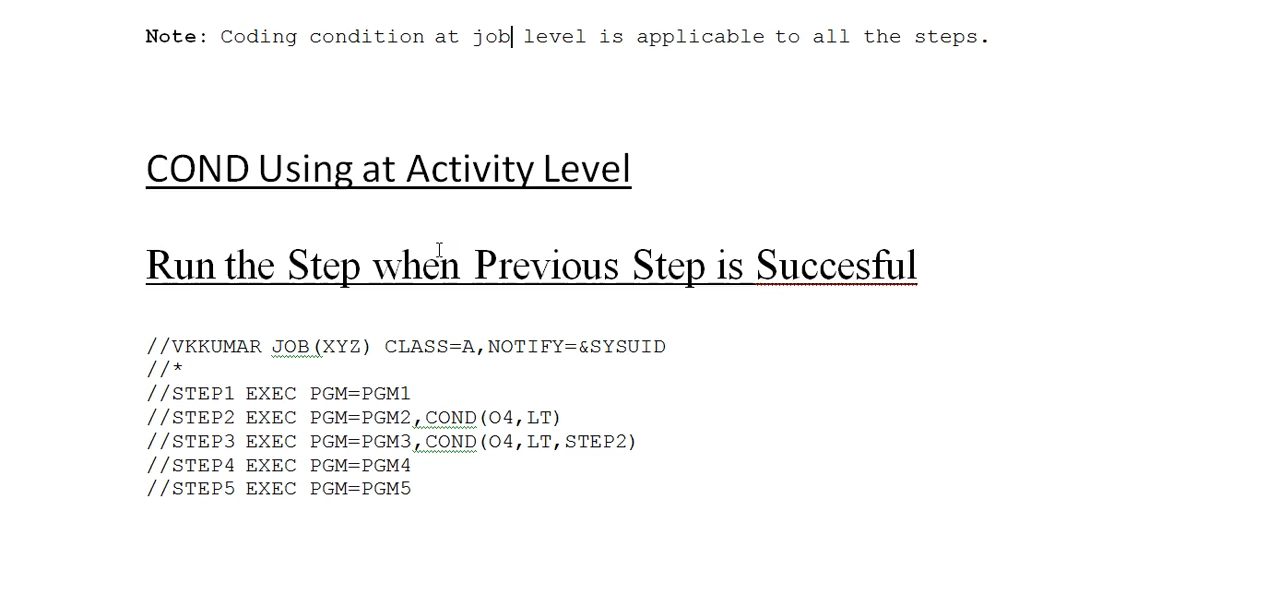 Note: Coding condition at job level is applicable to all the steps.
COND Using at Activity Level
Run the Step when Previous Step is Succesful
//VKKUMAR JOB(XYZ) CLASS=A,NOTIFY=&SYSUID
//*
//STEP1 EXEC PGM=PGM1
//STEP2 EXEC PGM=PGM2,COND(O4,LT)
//STEP3 EXEC PGM=PGM3,COND(O4,LT,STEP2)
//STEP4 EXEC PGM=PGM4
//STEP5 EXEC PGM=PGM5